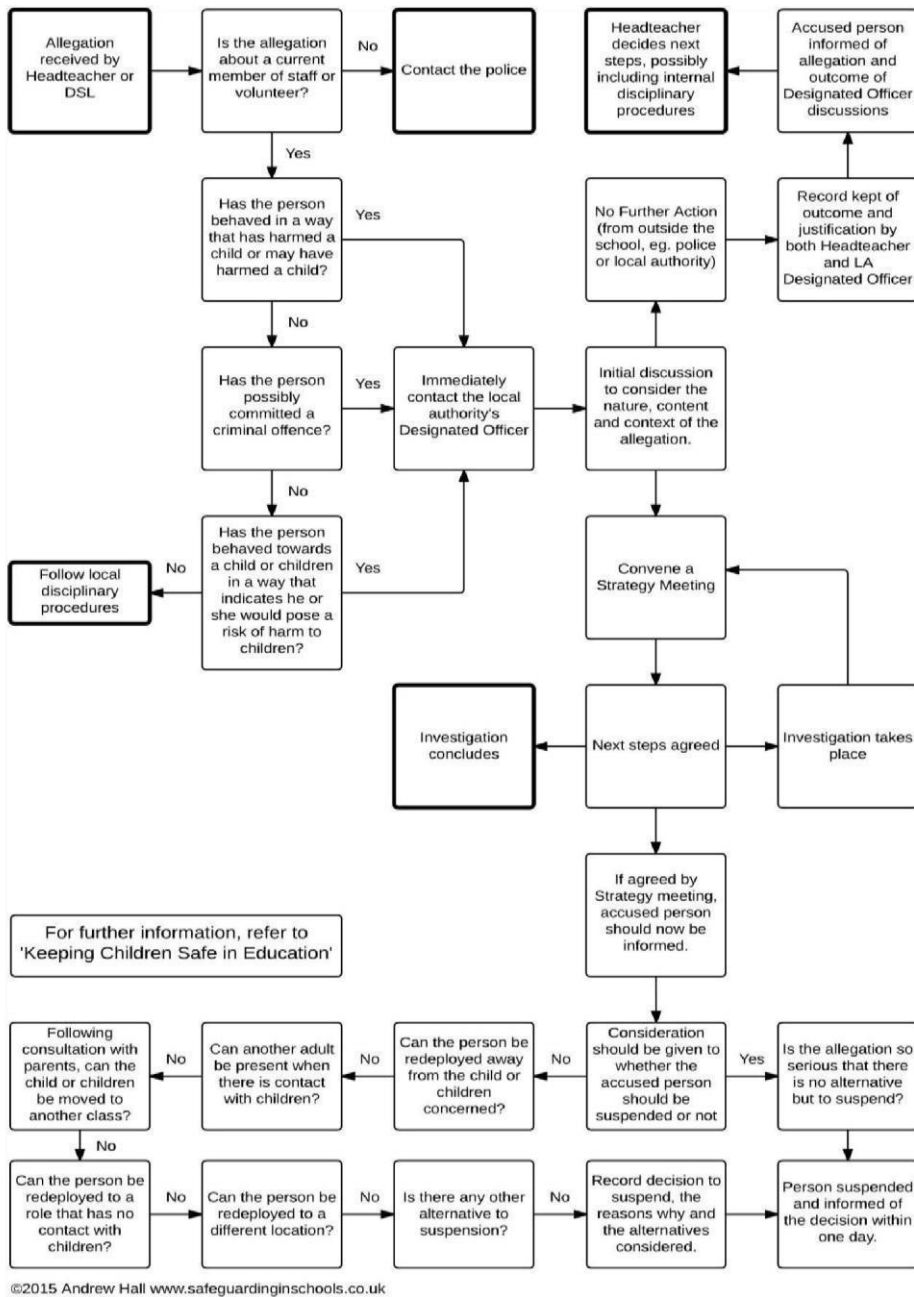 Allegation
received by
Headteacher or
DSL
Is the allegation
about a current
member of staff
or volunteer?
No
Contact the police
Headteacher
decides next
steps, possibly
including internal
disciplinary
procedures
Accused person
informed of
allegation and
outcome of
Designated Officer
discussions
Yes
Has the person
behaved in a way
that has harmed a
child or may have
harmed a child?
Yes
No Further Action
(from outside the
school, eg. police
or local authority)
Record kept of
outcome and
justification by
both Headteacher
and LA
Designated Officer
No
Has the person
possibly
committed a
criminal offence?
Yes
Immediately
contact the local
authority's
Designated Officer
Initial discussion
to consider the
nature, content
and context of the
allegation.
No
Has the person
behaved towards
a child or children
in a way that
indicates he or
she would pose a
risk of harm to
children?
No
Follow local
disciplinary
procedures
Yes
Convene a
Strategy Meeting
Investigation
concludes
Next steps agreed
Investigation takes
place
If agreed by
Strategy meeting,
accused person
should now be
informed.
For further information, refer to
'Keeping Children Safe in Education'
Following
consultation with
parents, can the
child or children
be moved to
another class?
No
Can another adult
be present when
there is contact
with children?
No
Can the person be
redeployed away
from the child or
children
concerned?
No
Consideration
should be given to
whether the
accused person
should be
suspended or not
Yes
Is the allegation so
serious that there
is no alternative
but to suspend?
No
Can the person be
redeployed to a
role that has no
contact with
children?
No
Can the person be
redeployed to a
different location?
No
Is there any other
alternative to
suspension?
No
Record decision to
suspend, the
reasons why and
the alternatives
considered.
Person suspended
and informed of
the decision within
one day.
©2015 Andrew Hall www.safeguardinginschools.co.uk